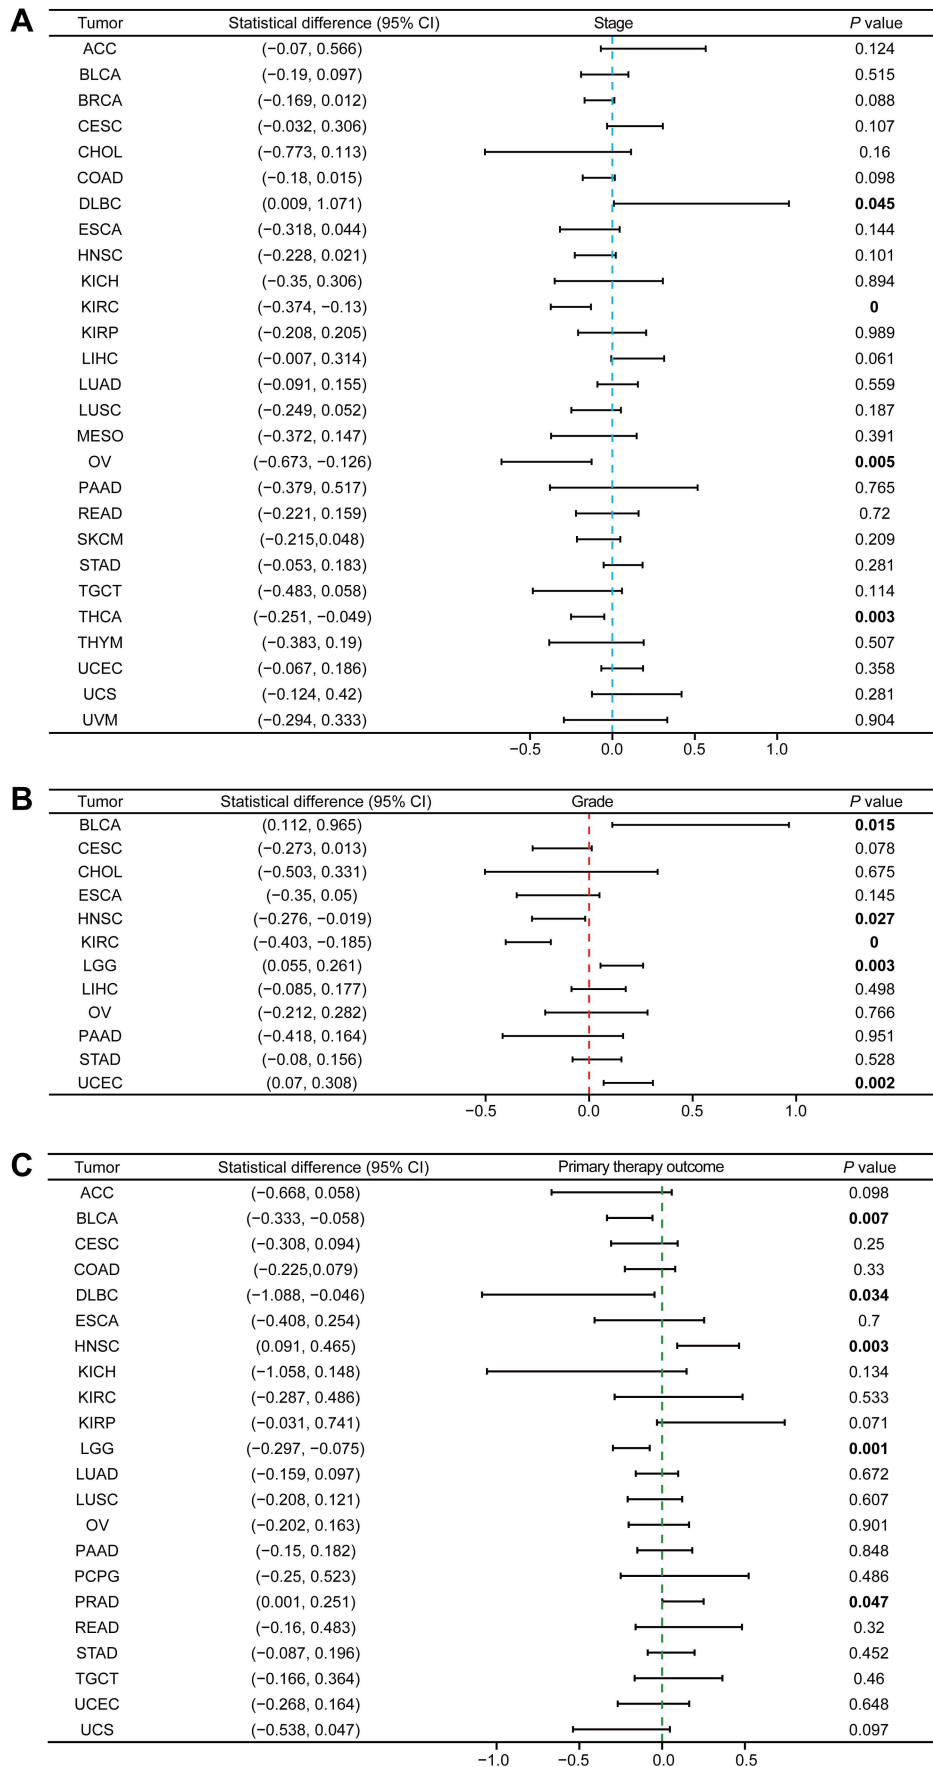 A
Tumor Statistical difference (95% CI) Stage P value
ACC (−0.07, 0.566) 0.124
BLCA (−0.19, 0.097) 0.515
BRCA (−0.169, 0.012) 0.088
CESC (−0.032, 0.306) 0.107
CHOL (−0.773, 0.113) 0.16
COAD (−0.18, 0.015) 0.098
DLBC (0.009, 1.071) 0.045
ESCA (−0.318, 0.044) 0.144
HNSC (−0.228, 0.021) 0.101
KICH (−0.35, 0.306) 0.894
KIRC (−0.374, −0.13) 0
KIRP (−0.208, 0.205) 0.989
LIHC (−0.007, 0.314) 0.061
LUAD (−0.091, 0.155) 0.559
LUSC (−0.249, 0.052) 0.187
MESO (−0.372, 0.147) 0.391
OV (−0.673, −0.126) 0.005
PAAD (−0.379, 0.517) 0.765
READ (−0.221, 0.159) 0.72
SKCM (−0.215,0.048) 0.209
STAD (−0.053, 0.183) 0.281
TGCT (−0.483, 0.058) 0.114
THCA (−0.251, −0.049) 0.003
THYM (−0.383, 0.19) 0.507
UCEC (−0.067, 0.186) 0.358
UCS (−0.124, 0.42) 0.281
UVM (−0.294, 0.333) 0.904
−0.5 0.0 0.5 1.0
B
Tumor Statistical difference (95% CI) Grade P value
BLCA (0.112, 0.965) 0.015
CESC (−0.273, 0.013) 0.078
CHOL (−0.503, 0.331) 0.675
ESCA (−0.35, 0.05) 0.145
HNSC (−0.276, −0.019) 0.027
KIRC (−0.403, −0.185) 0
LGG (0.055, 0.261) 0.003
LIHC (−0.085, 0.177) 0.498
OV (−0.212, 0.282) 0.766
PAAD (−0.418, 0.164) 0.951
STAD (−0.08, 0.156) 0.528
UCEC (0.07, 0.308) 0.002
−0.5 0.0 0.5 1.0
C
Tumor Statistical difference (95% CI) Primary therapy outcome P value
ACC (−0.668, 0.058) 0.098
BLCA (−0.333, −0.058) 0.007
CESC (−0.308, 0.094) 0.25
COAD (−0.225,0.079) 0.33
DLBC (−1.088, −0.046) 0.034
ESCA (−0.408, 0.254) 0.7
HNSC (0.091, 0.465) 0.003
KICH (−1.058, 0.148) 0.134
KIRC (−0.287, 0.486) 0.533
KIRP (−0.031, 0.741) 0.071
LGG (−0.297, −0.075) 0.001
LUAD (−0.159, 0.097) 0.672
LUSC (−0.208, 0.121) 0.607
OV (−0.202, 0.163) 0.901
PAAD (−0.15, 0.182) 0.848
PCPG (−0.25, 0.523) 0.486
PRAD (0.001, 0.251) 0.047
READ (−0.16, 0.483) 0.32
STAD (−0.087, 0.196) 0.452
TGCT (−0.166, 0.364) 0.46
UCEC (−0.268, 0.164) 0.648
UCS (−0.538, 0.047) 0.097
−1.0 −0.5 0.0 0.5